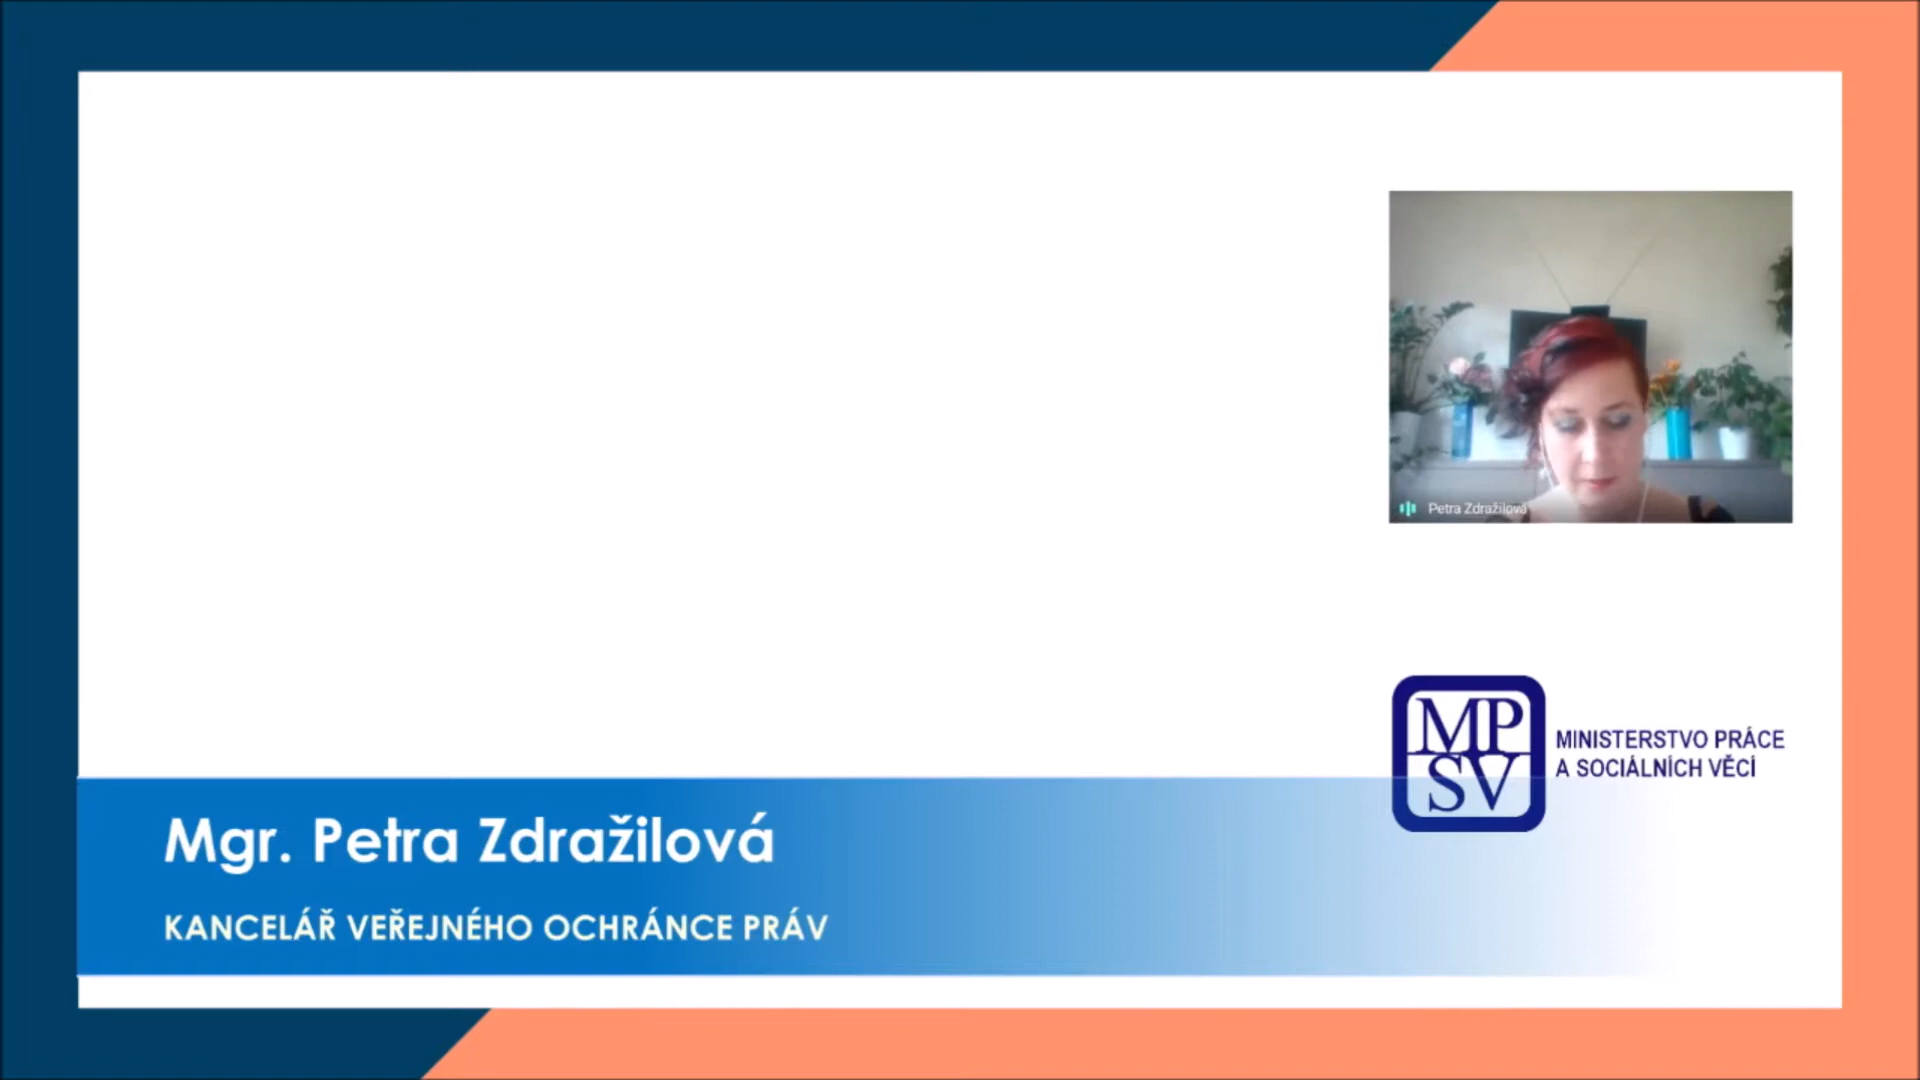 Petra Zdražilová
MP
SV
MINISTERSTVO PRÁCE
A SOCIÁLNÍCH VĚCÍ
Mgr. Petra Zdražilová
KANCELÁŘ VEŘEJNÉHO OCHRÁNCE PRÁV